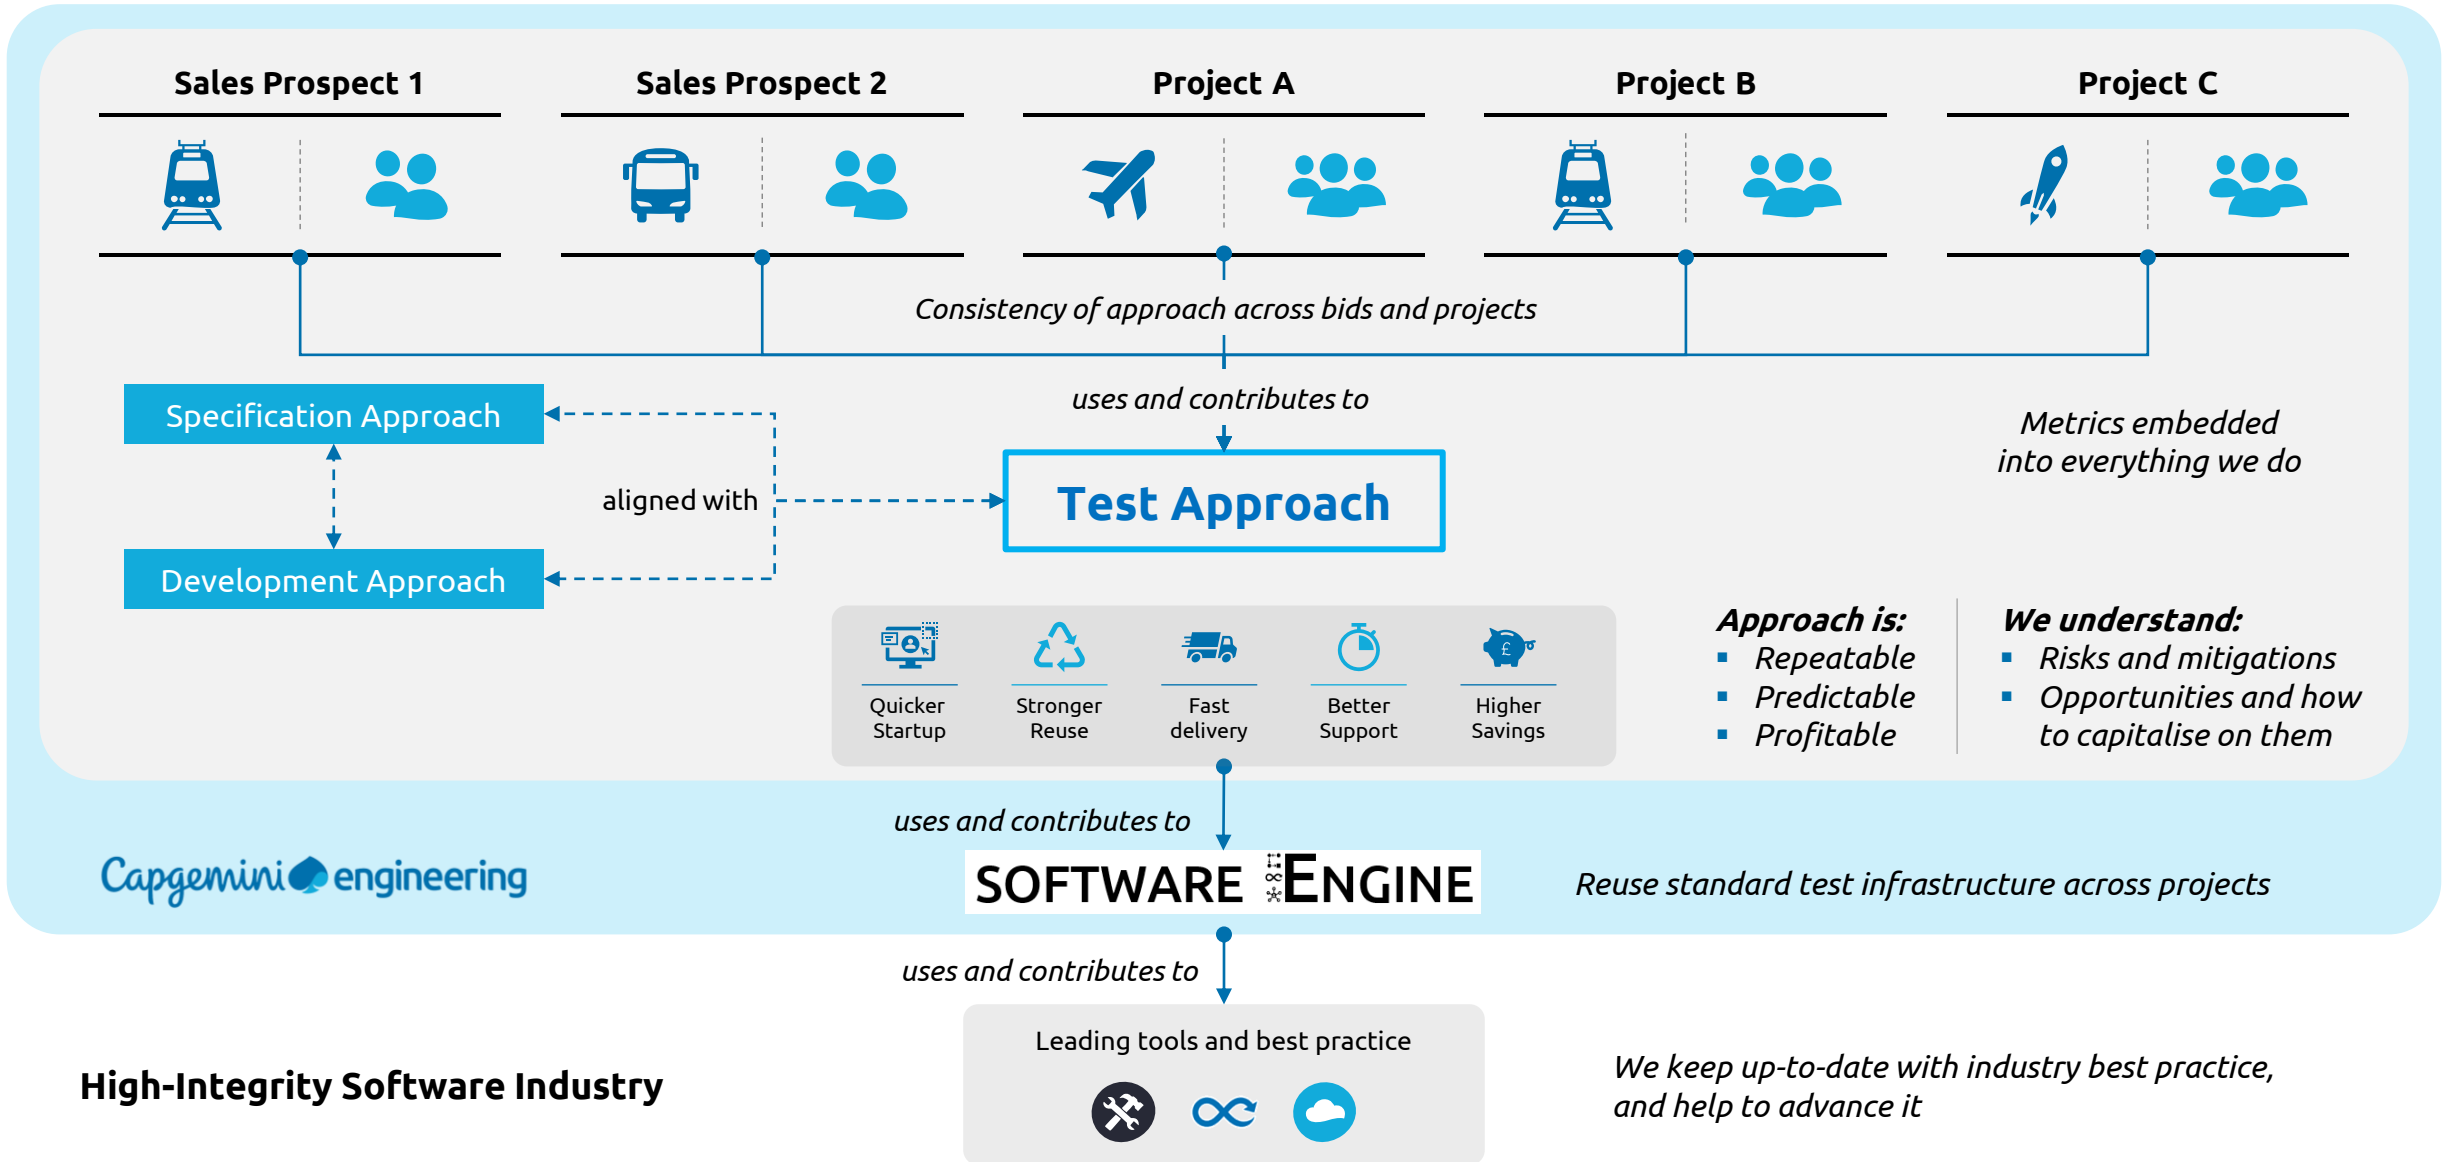 Sales Prospect 1
Sales Prospect 2
Project A
Project B
Project C
Consistency of approach across bids and projects
uses and contributes to
Specification Approach
aligned with
Development Approach
Test Approach
Metrics embedded
into everything we do
£
Quicker
Startup
Stronger
Reuse
Fast
delivery
Better
Support
Higher
Savings
Approach is:
▪ Repeatable
▪ Predictable
▪ Profitable
We understand:
▪ Risks and mitigations
▪ Opportunities and how
to capitalise on them
uses and contributes to
Capgemini engineering
SOFTWARE ENGINE
Reuse standard test infrastructure across projects
uses and contributes to
Leading tools and best practice
High-Integrity Software Industry
We keep up-to-date with industry best practice,
and help to advance it